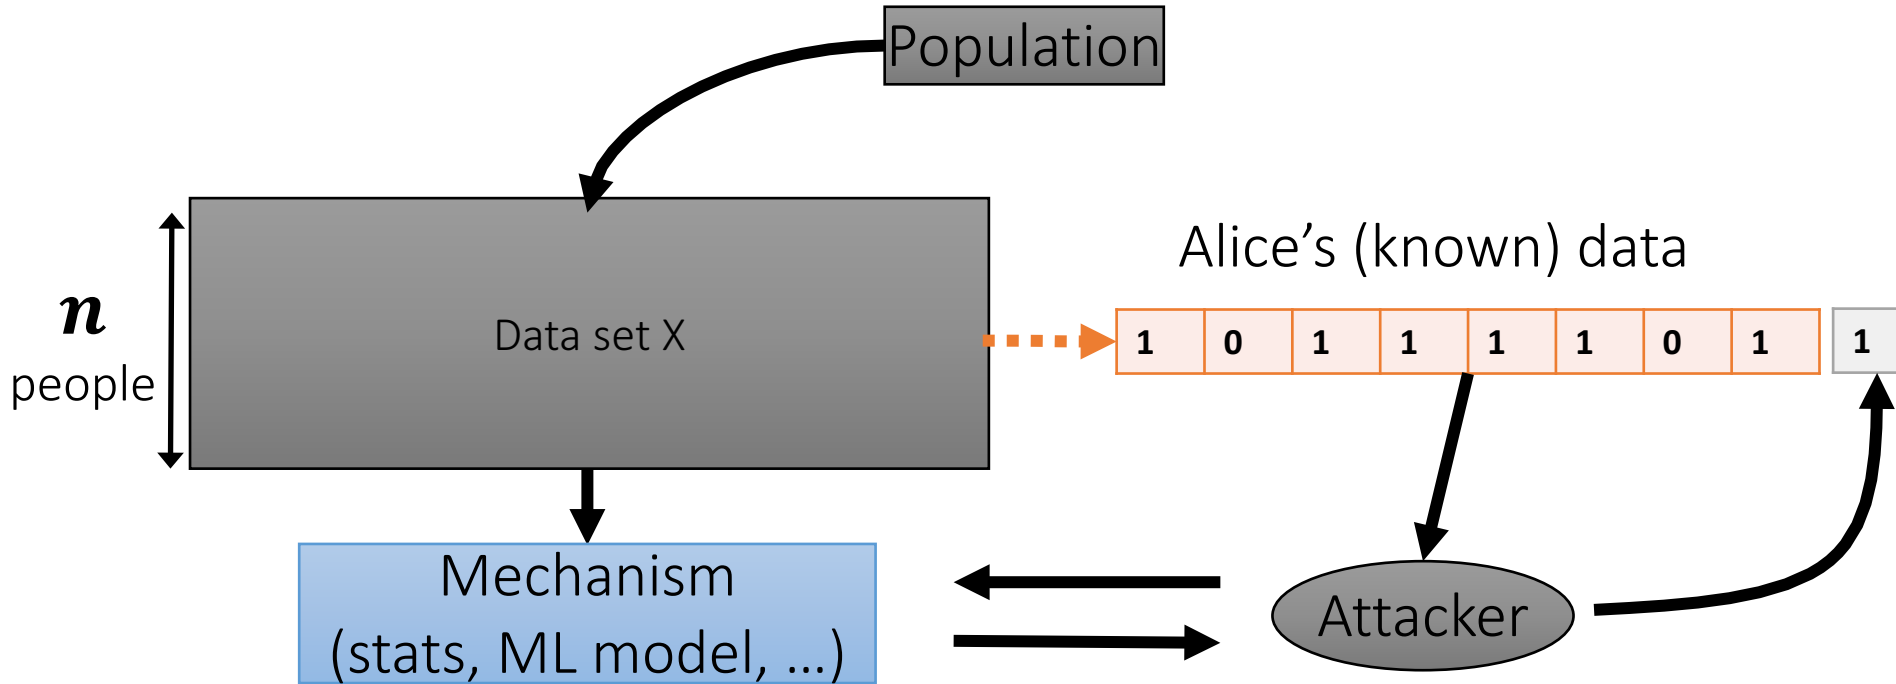 Population
Alice’s (known) data
n
people
Data set X
1 0 1 1 1 1 0 1 1
Mechanism
(stats, ML model, ...)
Attacker